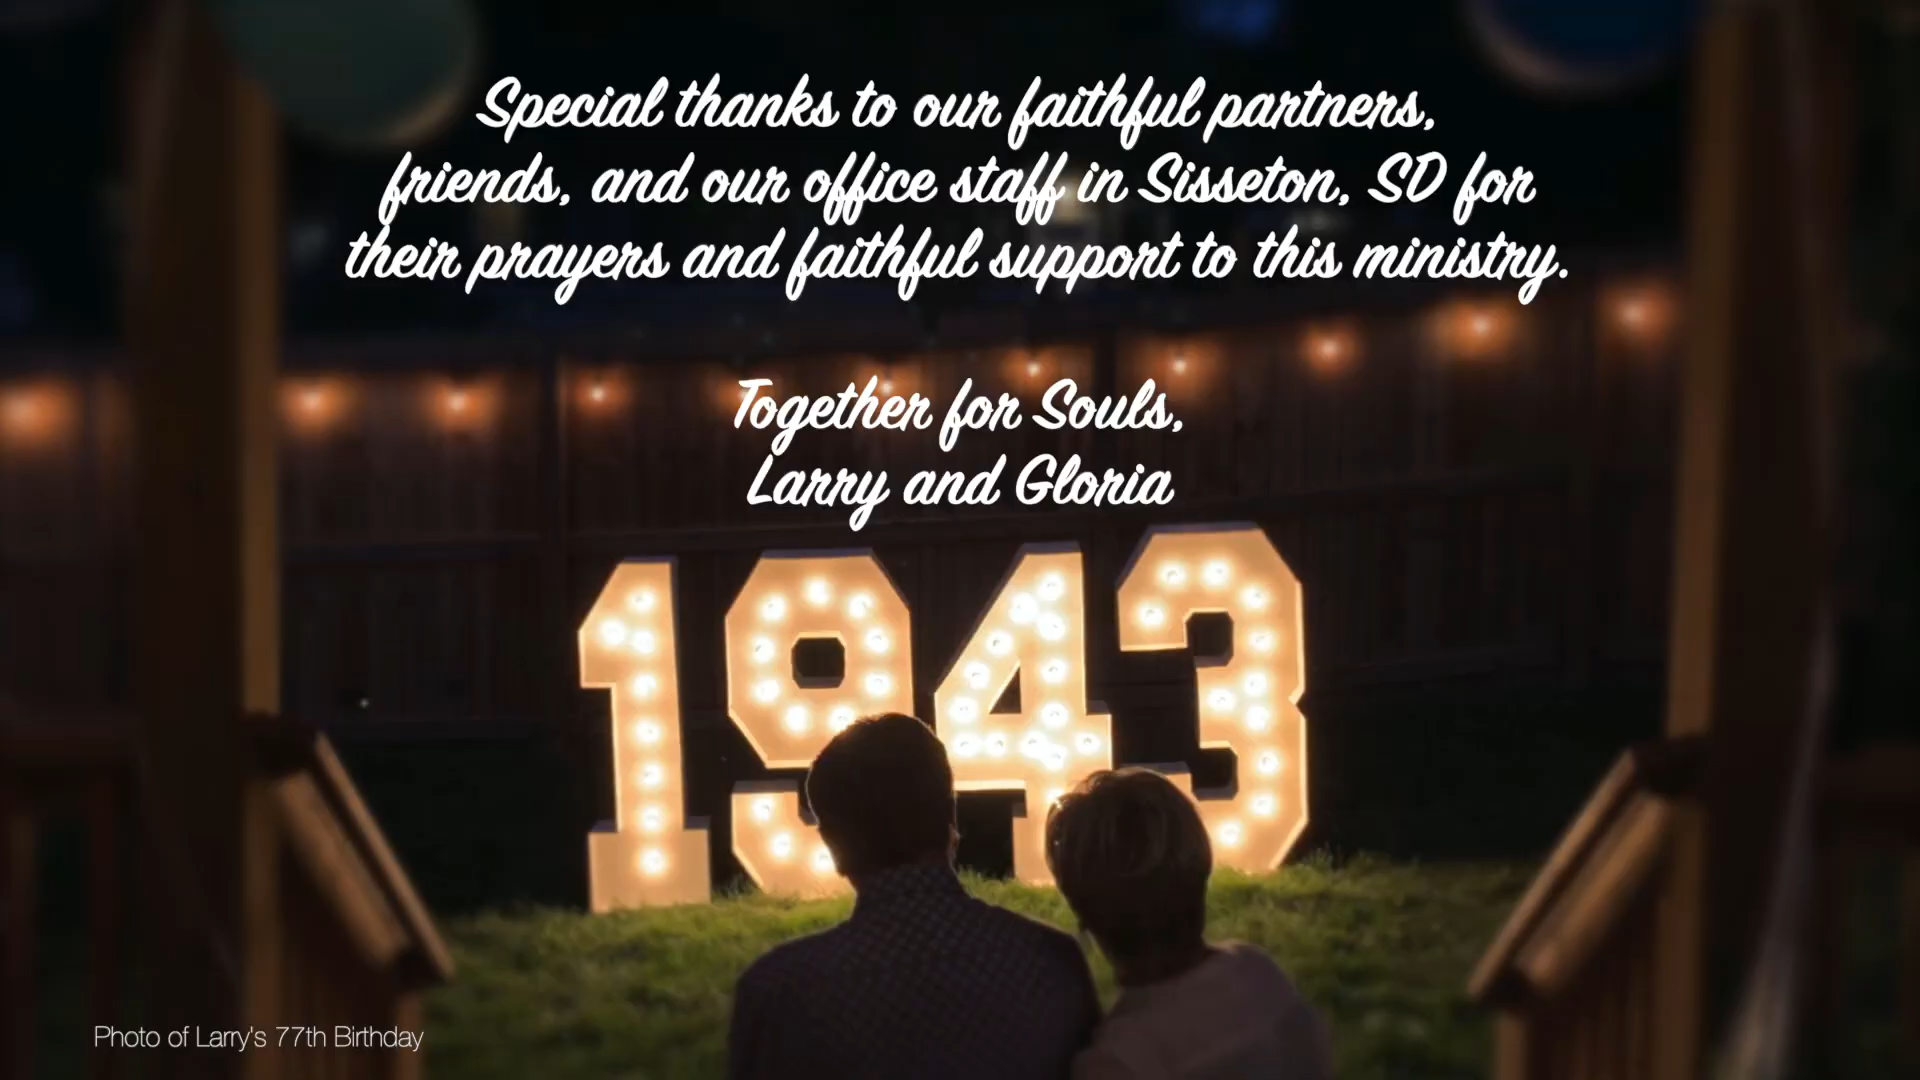 Special thanks to our faithful partners,
friends, and our office staff in Sisseton, SD for
their prayers and faithful support to this ministry.
Together for Souls,
Larry and Gloria
1943
Photo of Larry's 77th Birthday